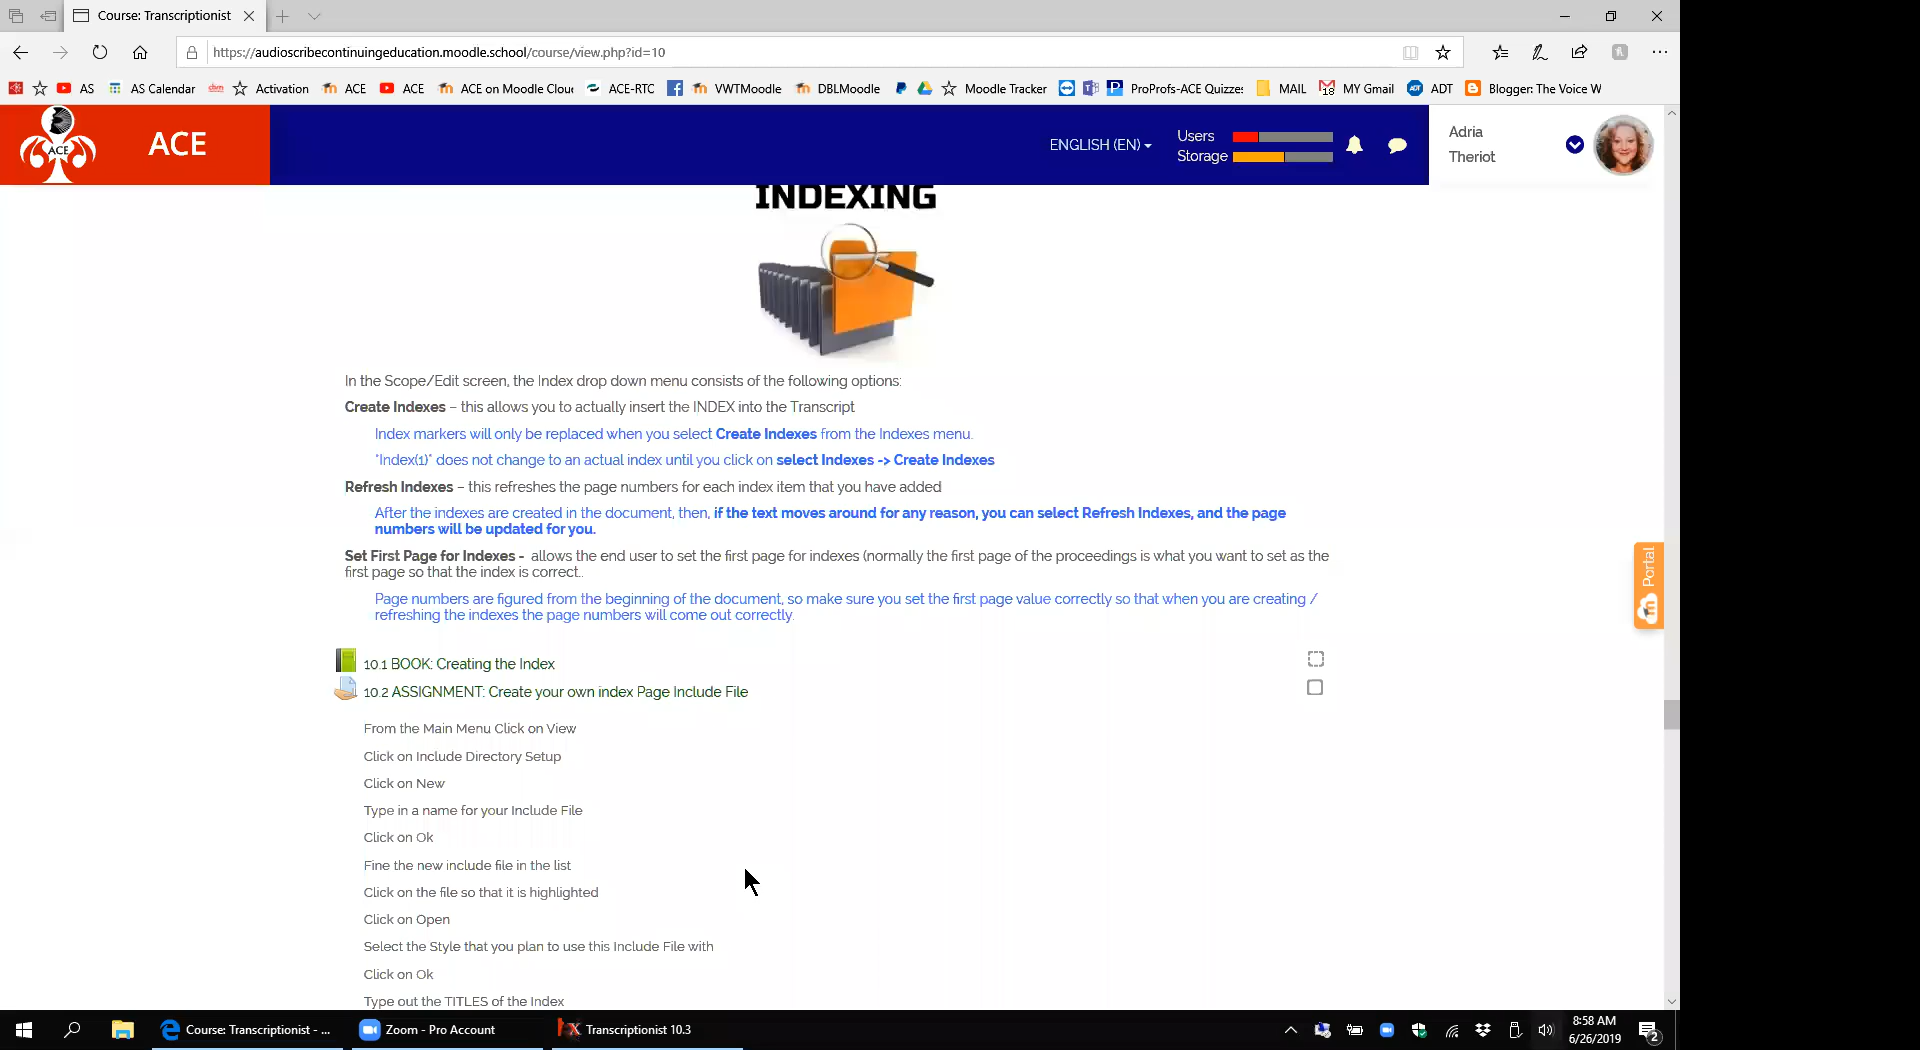 Course: Transcriptionist
https://audioscribecontinuingeducation.moodle.school/course/view.php?id=10
AS
AS Calendar
cbm
Activation
ACE
ACE
ACE on Moodle Clou
ACE-RTC
VWTMoodle
DBLMoodle
Moodle Tracker
ProProfs-ACE Quizze
MAIL
18
MY Gmail
ADT
ADT
Blogger: The Voice W
ACE
ACE
ENGLISH (EN)
Users
Storage
Adria
Theriot
INDEXING
In the Scope/Edit screen, the Index drop down menu consists of the following options:
Create Indexes – this allows you to actually insert the INDEX into the Transcript
Index markers will only be replaced when you select Create Indexes from the Indexes menu.
"Index(1)" does not change to an actual index until you click on select Indexes -> Create Indexes
Refresh Indexes – this refreshes the page numbers for each index item that you have added
After the indexes are created in the document, then, if the text moves around for any reason, you can select Refresh Indexes, and the page
numbers will be updated for you.
Set First Page for Indexes - allows the end user to set the first page for indexes (normally the first page of the proceedings is what you want to set as the
first page so that the index is correct..
Page numbers are figured from the beginning of the document, so make sure you set the first page value correctly so that when you are creating /
refreshing the indexes the page numbers will come out correctly.
Portal
10.1 BOOK: Creating the Index
10.2 ASSIGNMENT: Create your own index Page Include File
From the Main Menu Click on View
Click on Include Directory Setup
Click on New
Type in a name for your Include File
Click on Ok
Fine the new include file in the list
Click on the file so that it is highlighted
Click on Open
Select the Style that you plan to use this Include File with
Click on Ok
Type out the TITLES of the Index
Course: Transcriptionist - ...
Zoom - Pro Account
Transcriptionist 10.3
8:58 AM
6/26/2019
2